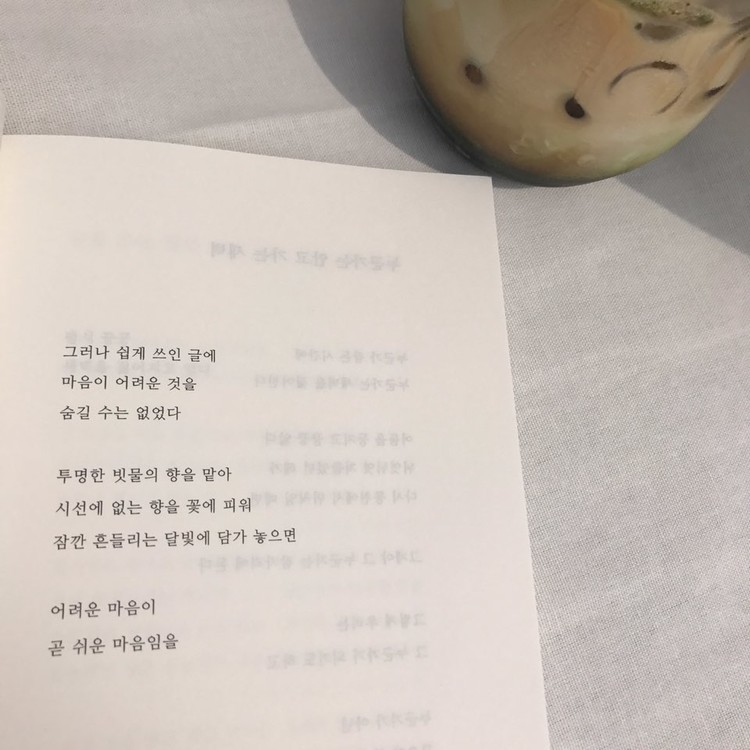 그러나 쉽게 쓰인 글에
마음이 어려운 것을
숨길 수는 없었다
투명한 빗물의 향을 맡아
시선에 없는 향을 꽃에 피워
잠깐 흔들리는 달빛에 담가 놓으면
어려운 마음이
곧 쉬운 마음임을